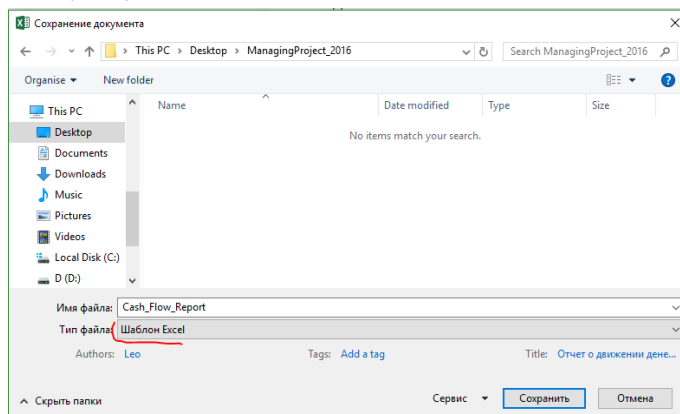 Сохранение документа
This PC > Desktop > ManagingProject_2016
Search ManagingProject_2016
Organise
New folder
Name
Date modified
Type
Size
This PC
Desktop
Documents
Downloads
Music
Pictures
Videos
Local Disk (C:)
D (D:)
No items match your search.
Имя файла: Cash_Flow_Report
Тип файла: Шаблон Excel
Authors: Leo
Tags: Add a tag
Title: Отчет о движении дене...
Скрыть папки
Сервис
Сохранить
Отмена